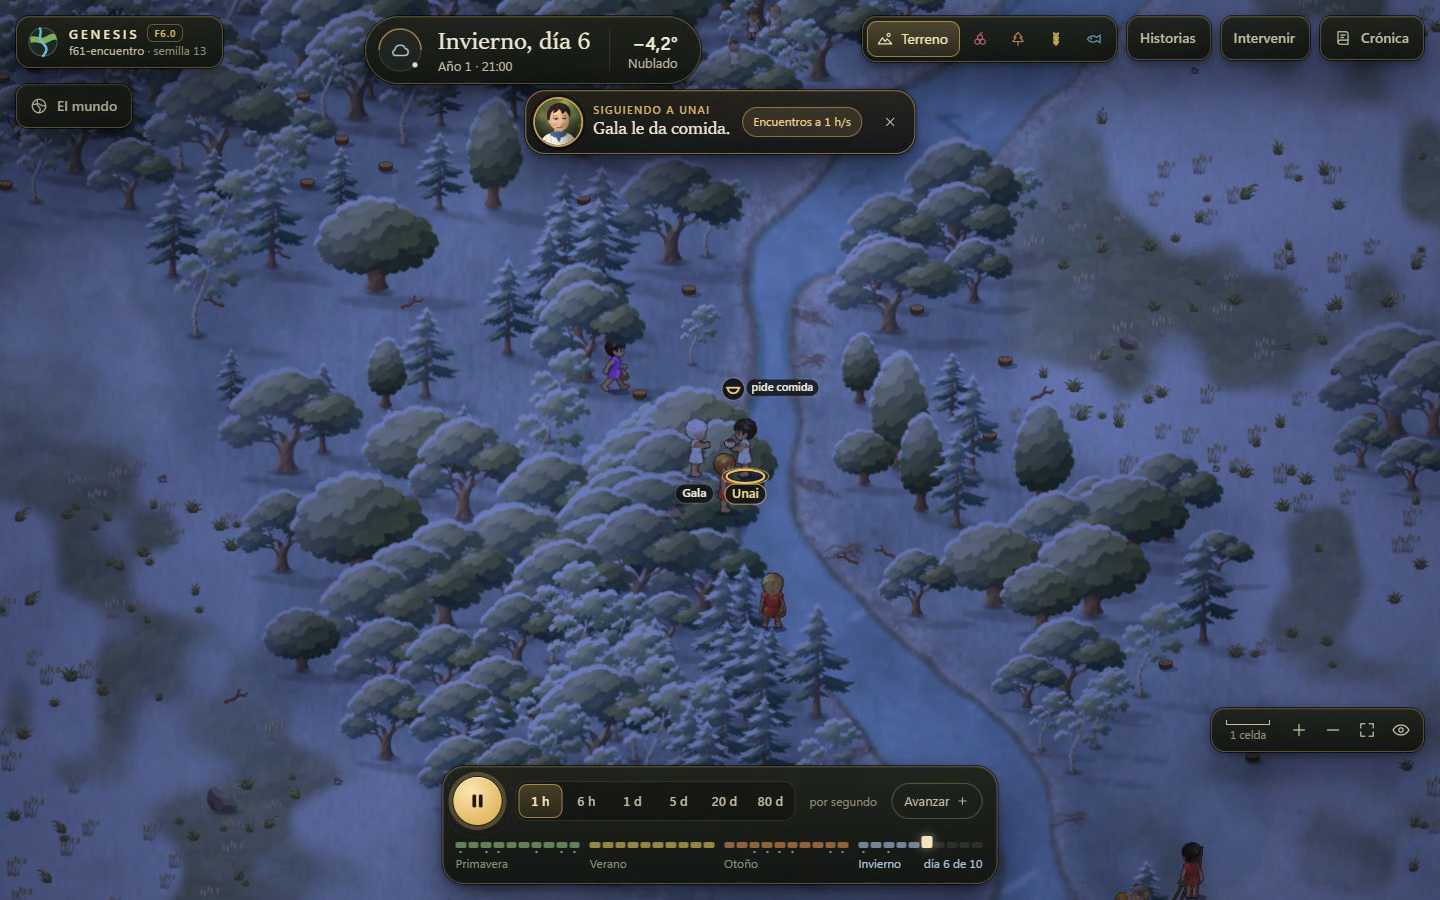 GENESIS F6.0
f61-encuentro · semilla 13
Invierno, día 6
Año 1 · 21:00
−4,2°
Nublado
Terreno
Historias
Intervenir
Crónica
El mundo
SIGUIENDO A UNAI
Gala le da comida.
Encuentros a 1 h/s
pide comida
Gala
Unai
1 celda
1 h
6 h
1 d
5 d
20 d
80 d
por segundo
Avanzar +
Primavera
Verano
Otoño
Invierno
día 6 de 10